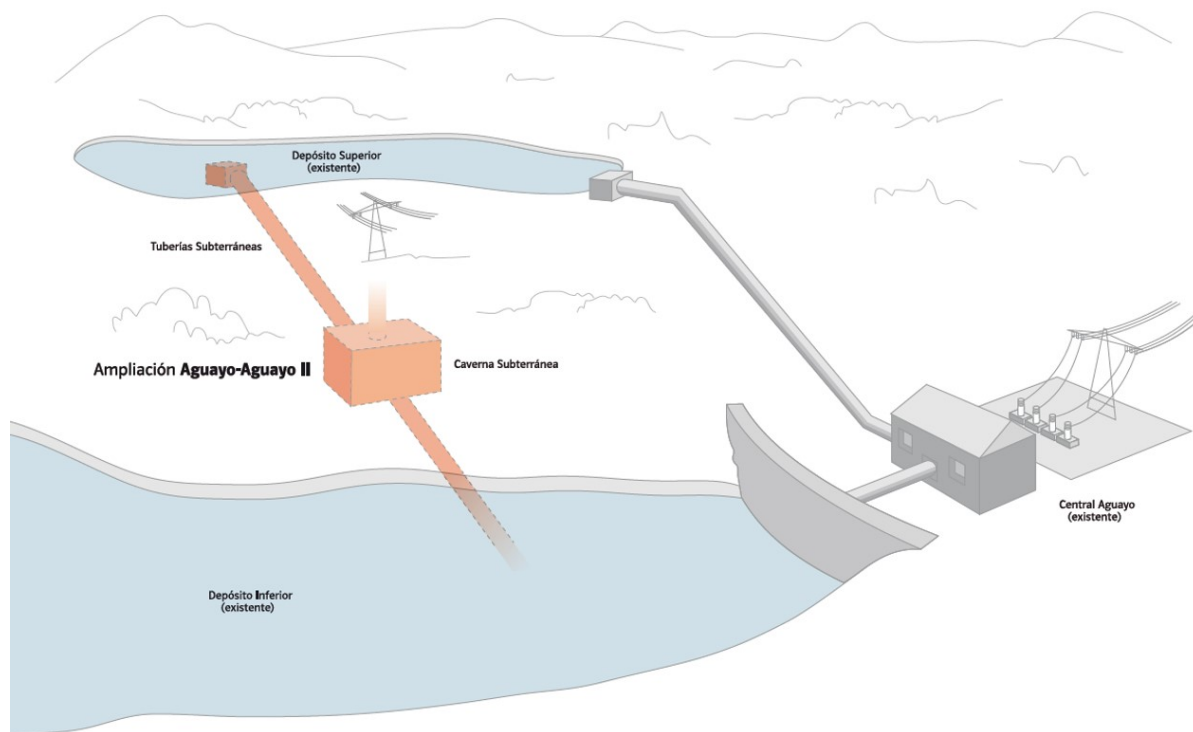 Depósito Superior
(existente)
Tuberías Subterráneas
Ampliación Aguayo-Aguayo II
Caverna Subterránea
Central Aguayo
(existente)
Depósito Inferior
(existente)